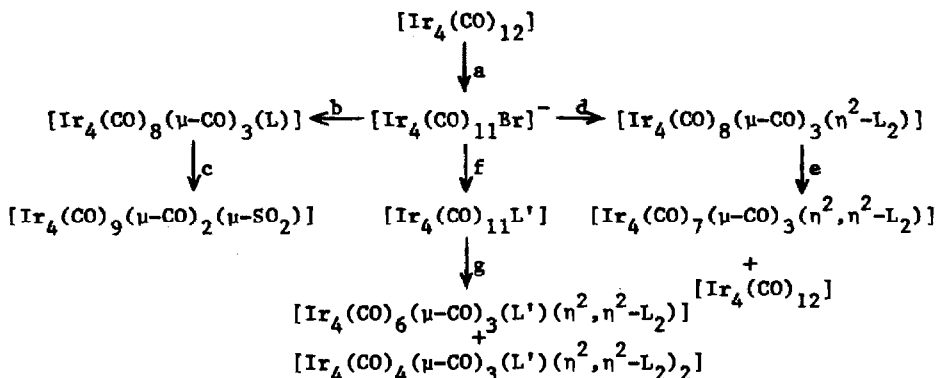 [Ir₄(CO)₁₂]
a
[Ir₄(CO)₈(μ-CO)₃(L)] b [Ir₄(CO)₁₁Br]⁻ d [Ir₄(CO)₈(μ-CO)₃(η²-L₂)]
c f e
[Ir₄(CO)₉(μ-CO)₂(μ-SO₂)] [Ir₄(CO)₁₁L'] [Ir₄(CO)₇(μ-CO)₃(η²,η²-L₂)]
g +
[Ir₄(CO)₁₂]
[Ir₄(CO)₆(μ-CO)₃(L')(η²,η²-L₂)]
+
[Ir₄(CO)₄(μ-CO)₃(L')(η²,η²-L₂)₂]